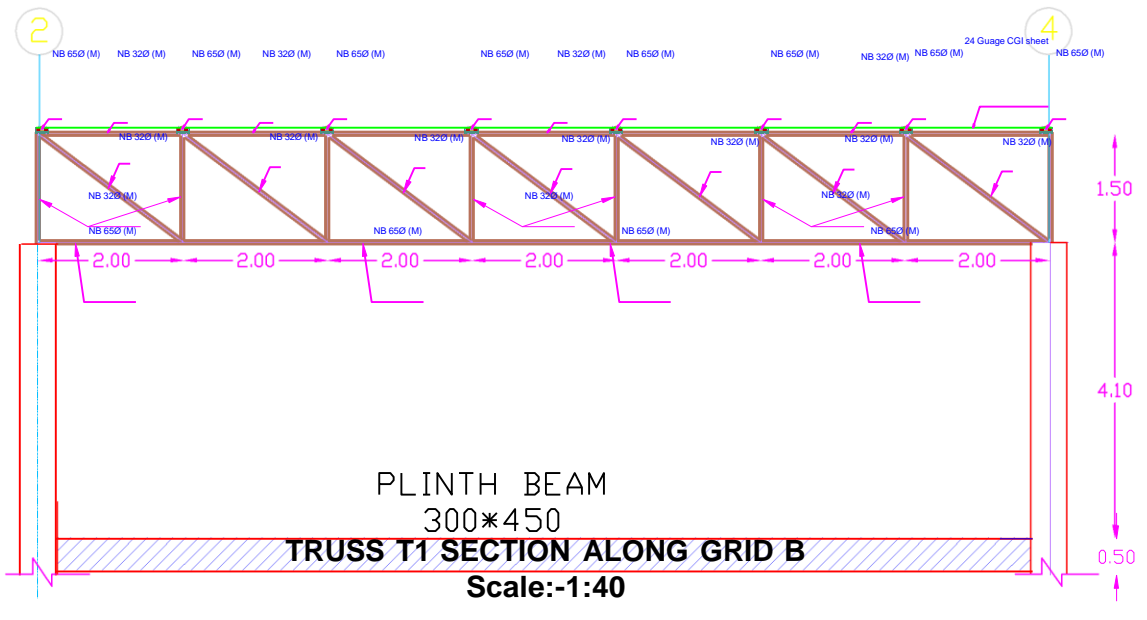 2
4
24 Guage CGI sheet
NB 65Ø (M) NB 32Ø (M) NB 65Ø (M) NB 32Ø (M) NB 65Ø (M) NB 65Ø (M) NB 32Ø (M) NB 65Ø (M) NB 65Ø (M) NB 32Ø (M) NB 65Ø (M) NB 65Ø (M)
NB 32Ø (M) NB 32Ø (M) NB 32Ø (M) NB 32Ø (M) NB 32Ø (M) NB 32Ø (M) NB 32Ø (M)
1.50
NB 32Ø (M) NB 32Ø (M) NB 32Ø (M)
NB 65Ø (M) NB 65Ø (M) NB 65Ø (M) NB 65Ø (M)
2.00 2.00 2.00 2.00 2.00 2.00 2.00
4.10
PLINTH BEAM
300*450
TRUSS T1 SECTION ALONG GRID B
0.50
Scale:-1:40